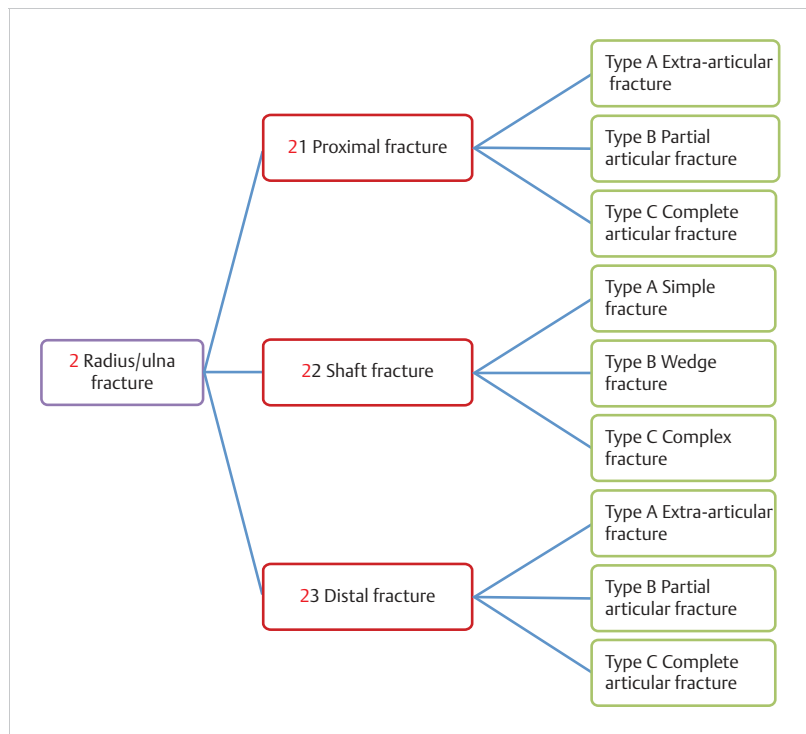 2 Radius/ulna
fracture
21 Proximal fracture
Type A Extra-articular
fracture
Type B Partial
articular fracture
Type C Complete
articular fracture
22 Shaft fracture
Type A Simple
fracture
Type B Wedge
fracture
Type C Complex
fracture
23 Distal fracture
Type A Extra-articular
fracture
Type B Partial
articular fracture
Type C Complete
articular fracture